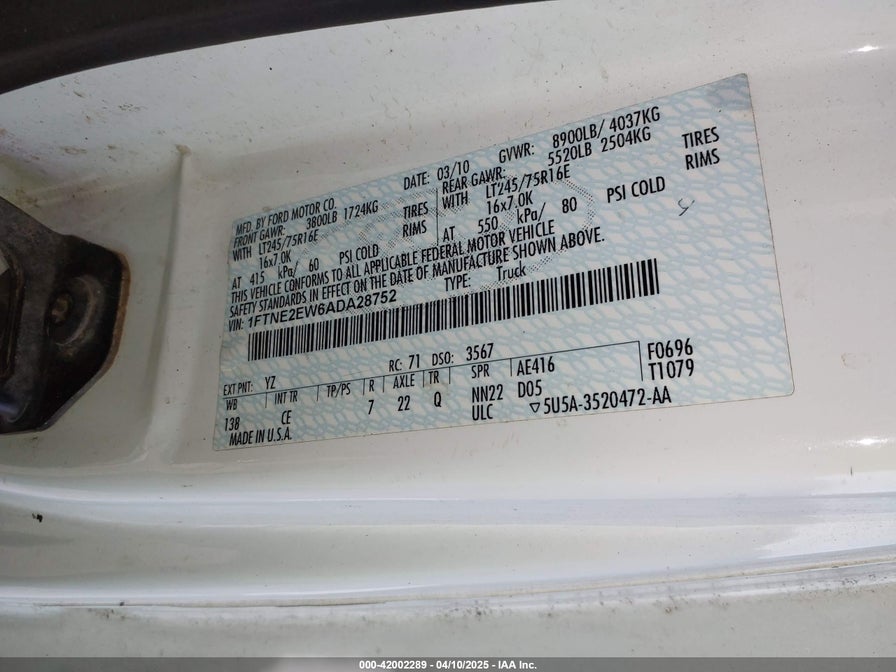 MFD. BY FORD MOTOR CO.
DATE: 03/10 GVWR: 8900LB/ 4037KG
FRONT GAWR: 3800LB 1724KG REAR GAWR: 5520LB 2504KG
WITH LT245/75R16E TIRES WITH LT245/75R16E TIRES
16x7.0K RIMS 16x7.0K RIMS
AT 415 kPa/ 60 PSI COLD AT 550 kPa/ 80 PSI COLD
THIS VEHICLE CONFORMS TO ALL APPLICABLE FEDERAL MOTOR VEHICLE
SAFETY STANDARDS IN EFFECT ON THE DATE OF MANUFACTURE SHOWN ABOVE.
VIN: 1FTNE2EW6ADA28752 TYPE: Truck
EXT PNT: YZ RC: 71 DSO: 3567 F0696
WB INT TR TP/PS R AXLE TR SPR AE416 T1079
138 CE 7 22 Q NN22 D05
MADE IN U.S.A. ULC ▽5U5A-3520472-AA
000-42002289 - 04/10/2025 - IAA Inc.